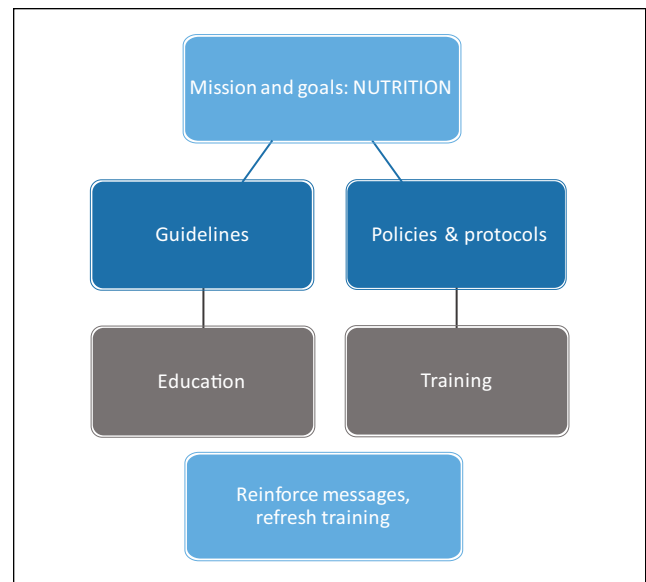 Mission and goals: NUTRITION
Guidelines
Policies & protocols
Education
Training
Reinforce messages,
refresh training